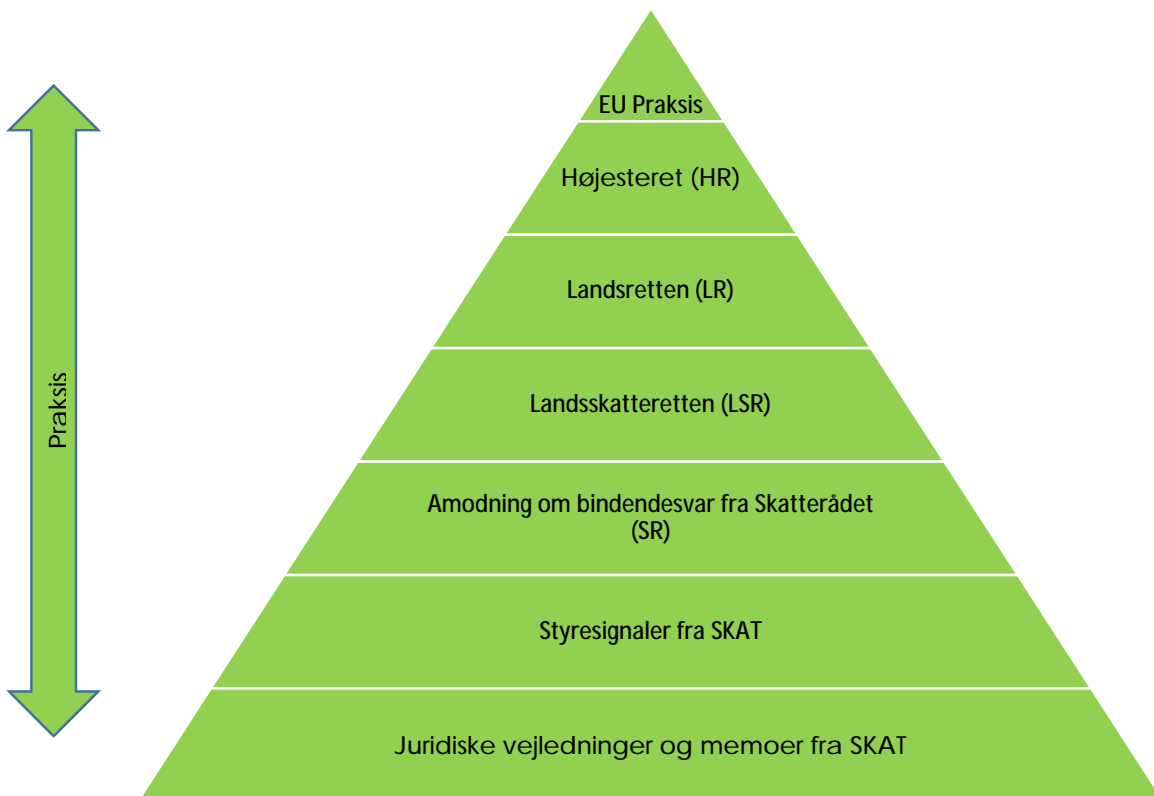 EU Praksis
Højesteret (HR)
Landsretten (LR)
Landsskatteretten (LSR)
Amodning om bindendesvar fra Skatterådet
(SR)
Styresignaler fra SKAT
Juridiske vejledninger og memoer fra SKAT
Praksis